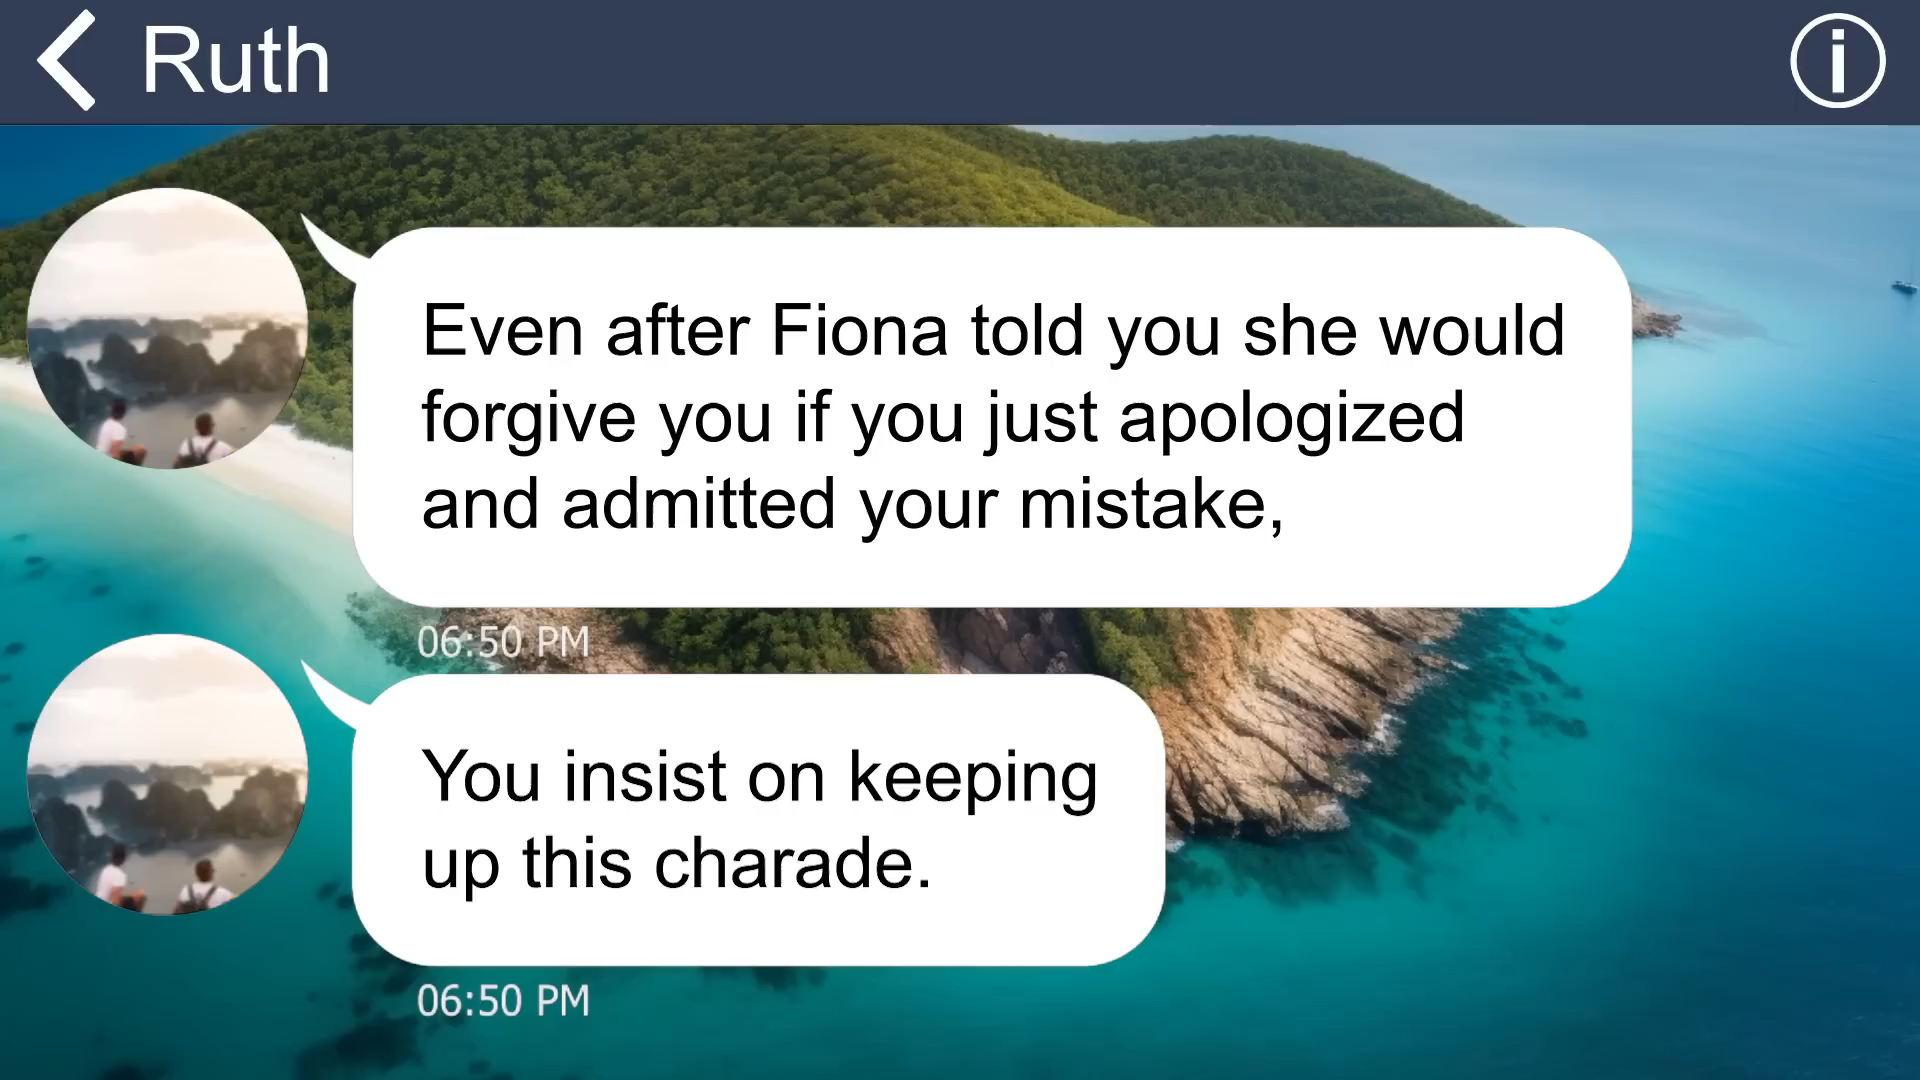 Ruth
Even after Fiona told you she would
forgive you if you just apologized
and admitted your mistake,
06:50 PM
You insist on keeping
up this charade.
06:50 PM